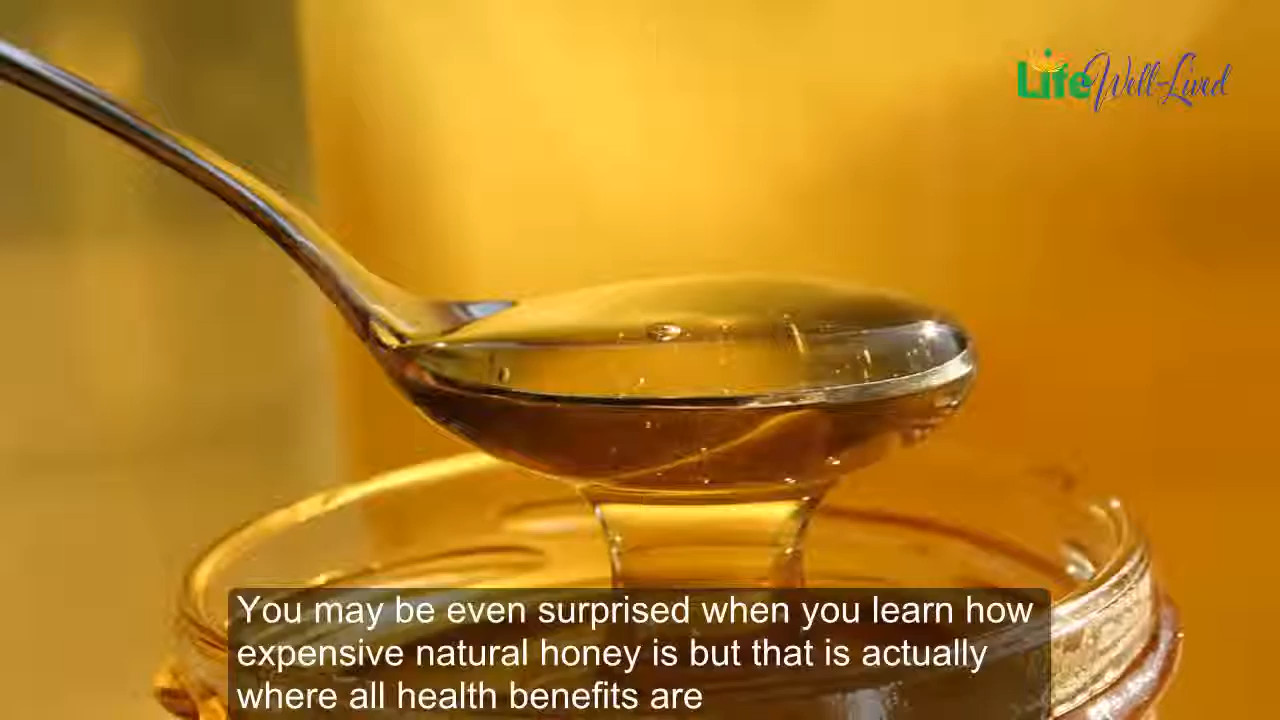 Life Well-Lived
You may be even surprised when you learn how
expensive natural honey is but that is actually
where all health benefits are